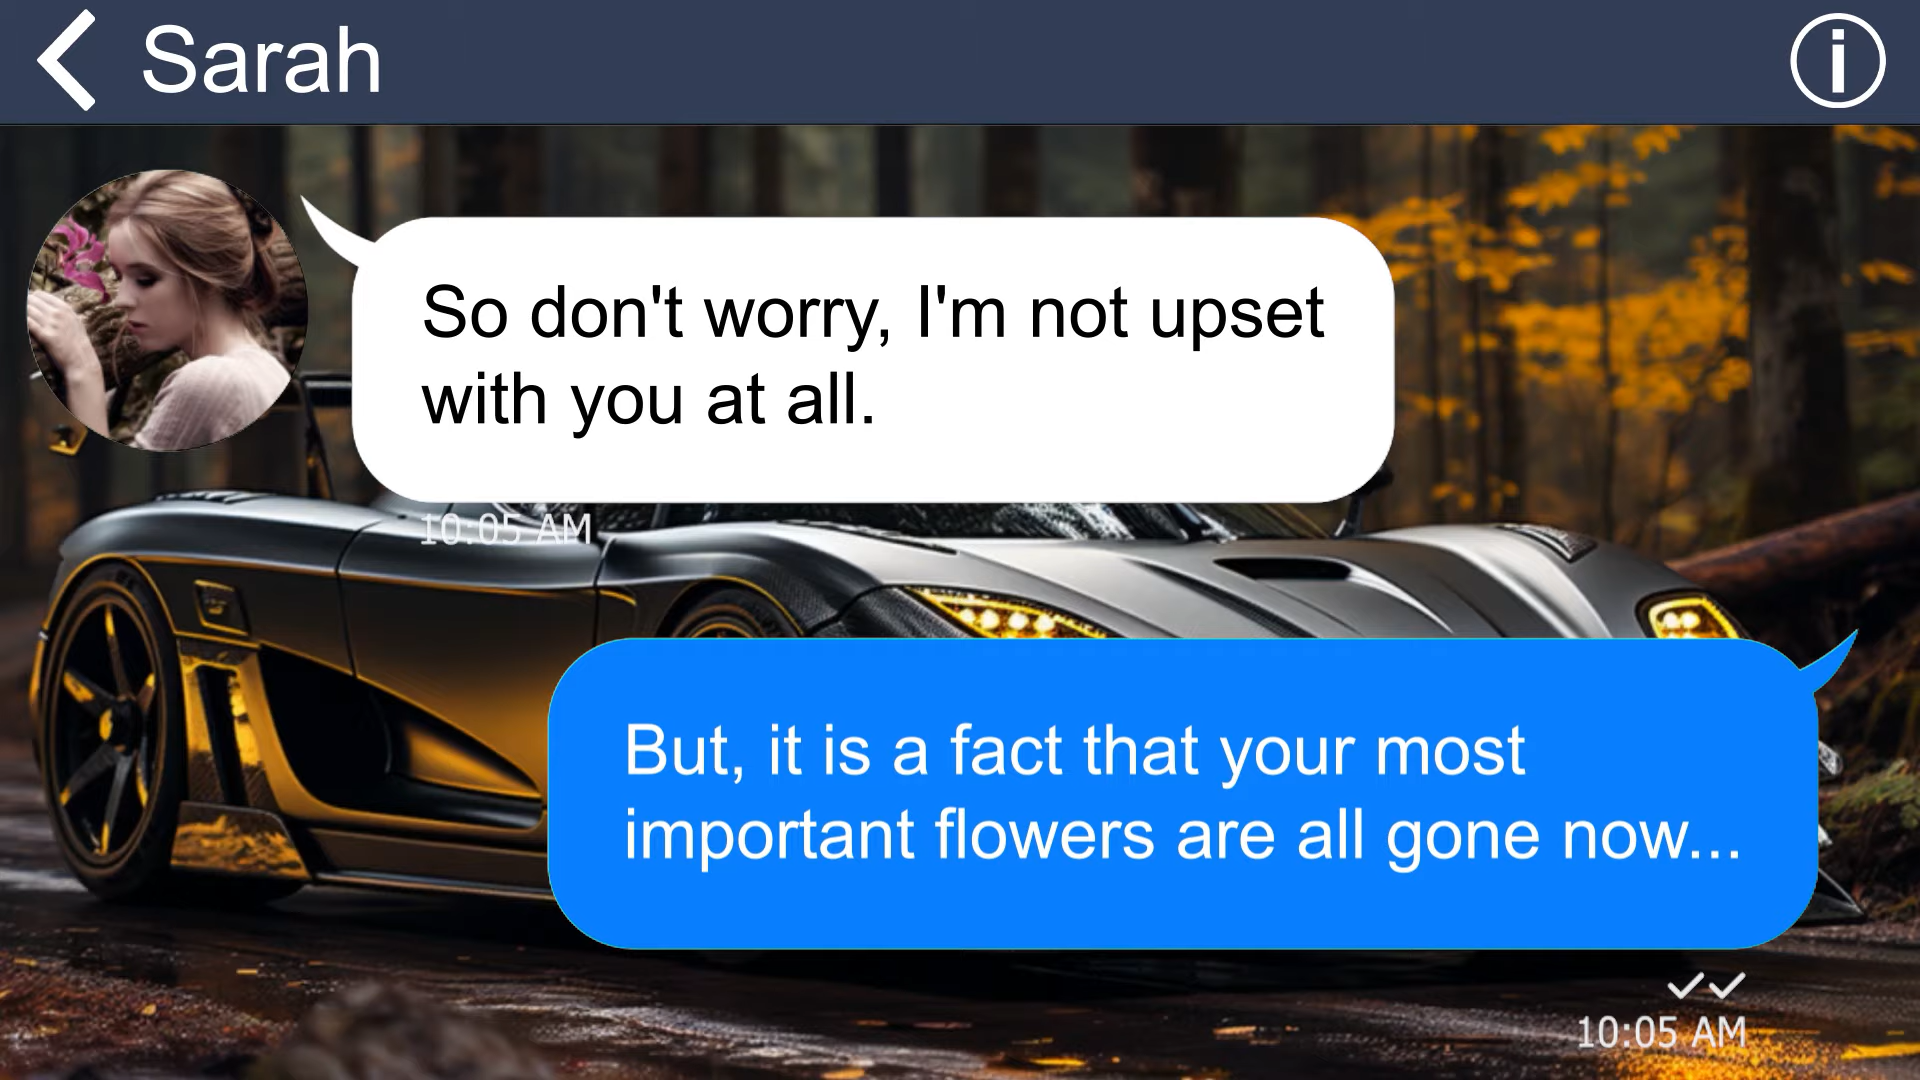 Sarah
So don't worry, I'm not upset
with you at all.
10:05 AM
But, it is a fact that your most
important flowers are all gone now...
10:05 AM